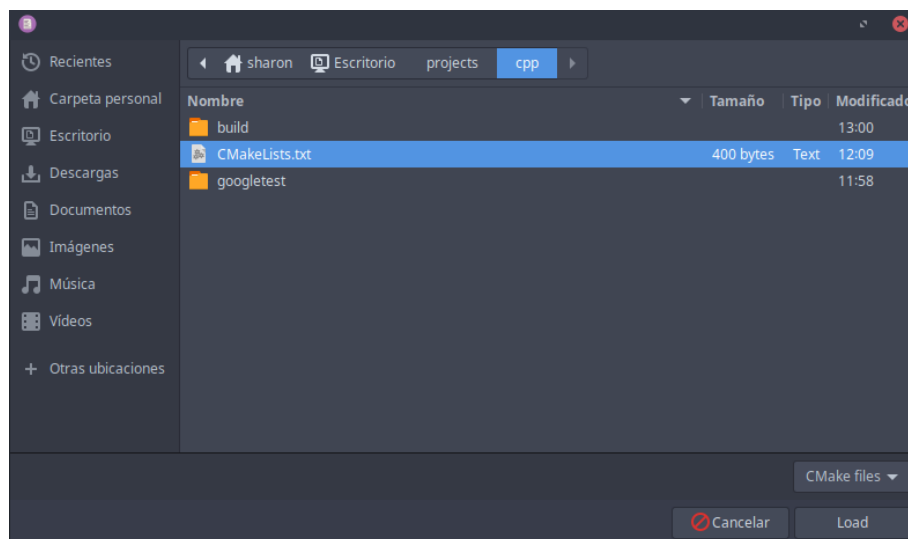 Recientes
Carpeta personal
Escritorio
Descargas
Documentos
Imágenes
Música
Vídeos
Otras ubicaciones
sharon Escritorio projects cpp
Nombre Tamaño Tipo Modificado
build 13:00
CMakeLists.txt 400 bytes Text 12:09
googletest 11:58
CMake files
Cancelar Load